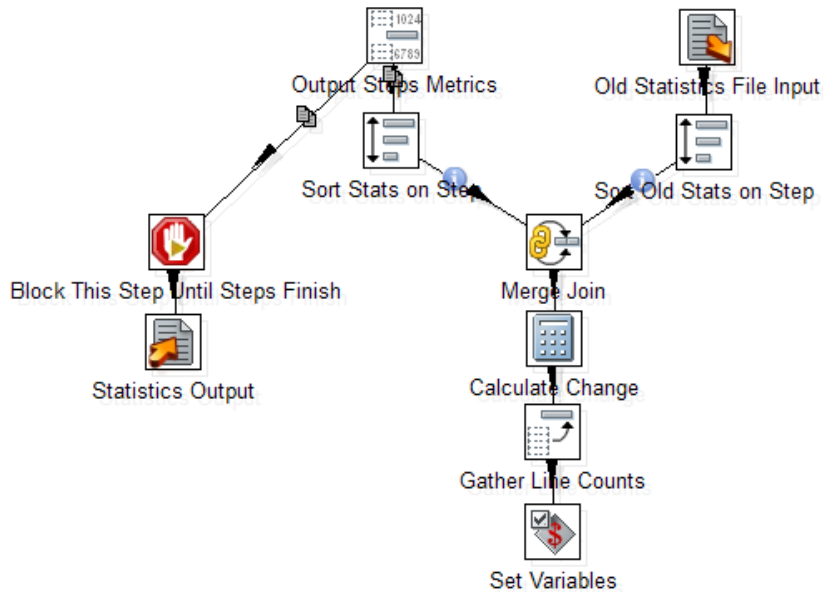 1024
6789
Output Steps Metrics
Old Statistics File Input
Sort Stats on Step
Sort Old Stats on Step
Block This Step Until Steps Finish
Merge Join
Statistics Output
Calculate Change
Gather Line Counts
$
Set Variables